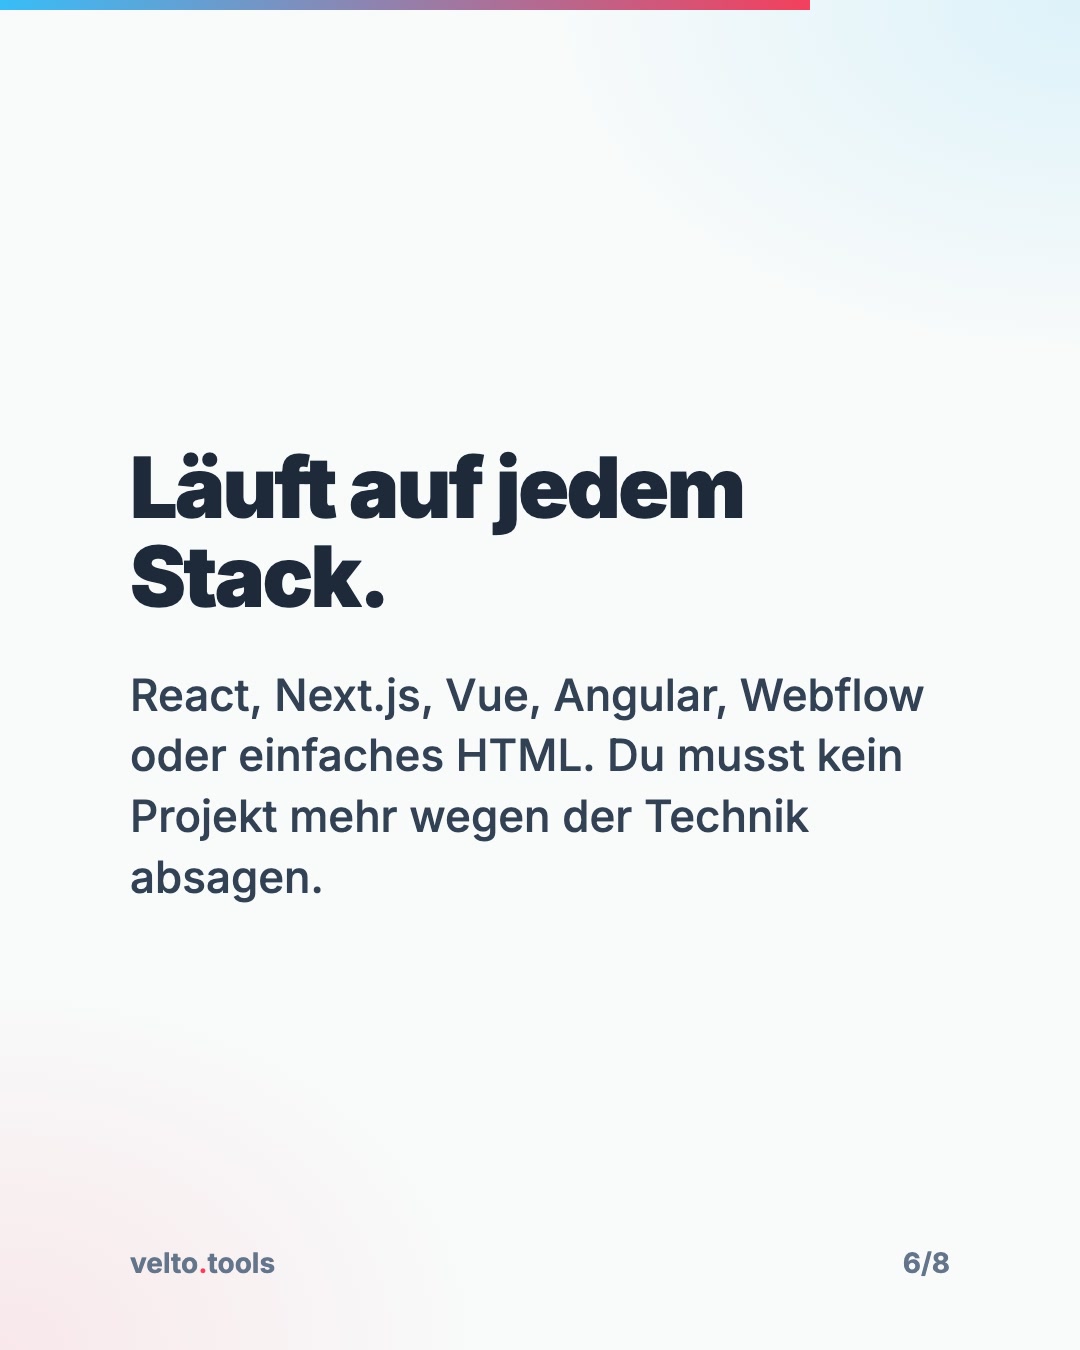 Läuft auf jedem
Stack.
React, Next.js, Vue, Angular, Webflow
oder einfaches HTML. Du musst kein
Projekt mehr wegen der Technik
absagen.
velto.tools
6/8